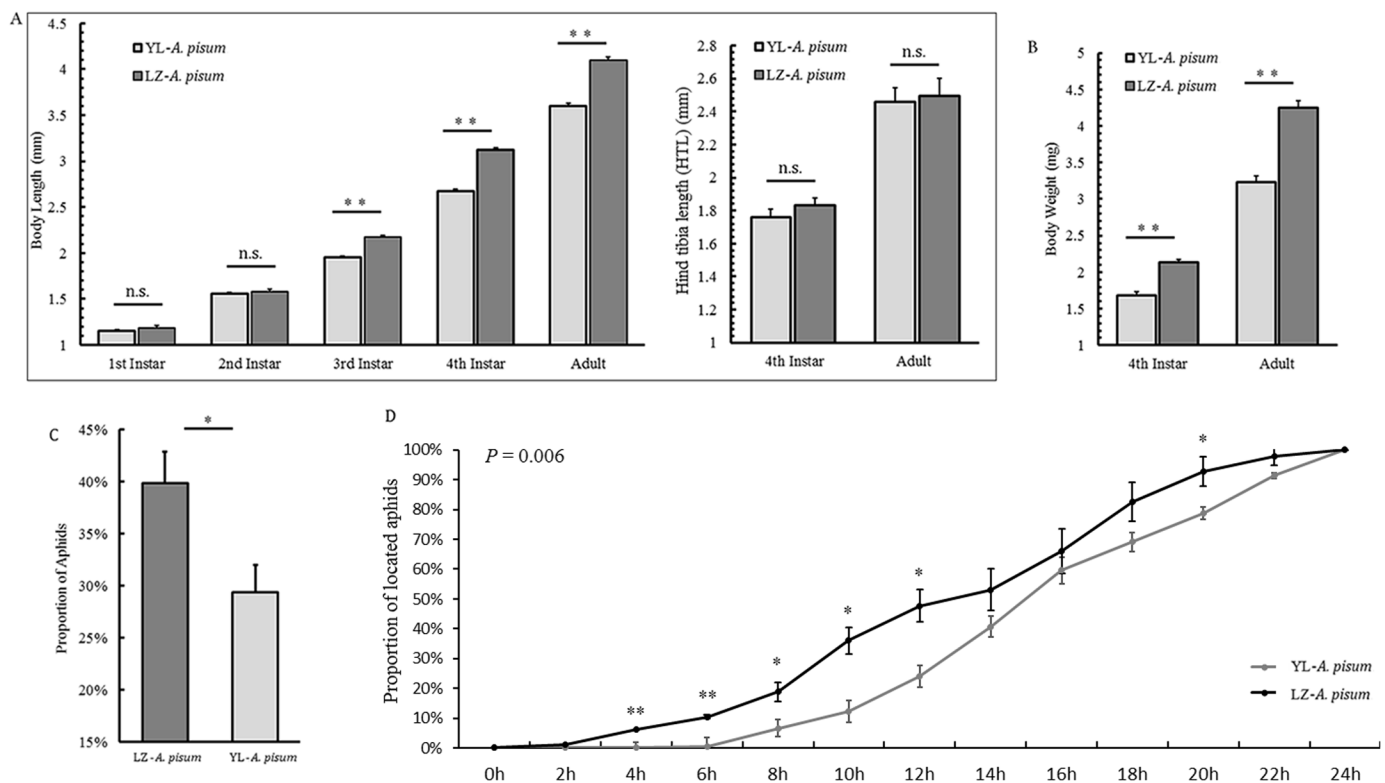 A
4.5
4
3.5
3
2.5
2
1.5
1
Body Length (mm)
YL-A. pisum
LZ-A. pisum
n.s.
n.s.
* *
* *
* *
1st Instar 2nd Instar 3rd Instar 4th Instar Adult
2.8
2.6
2.4
2.2
2
1.8
1.6
1.4
1.2
1
Hind tibia length (HTL) (mm)
YL-A. pisum
LZ-A. pisum
n.s.
n.s.
4th Instar Adult
B
5
4.5
4
3.5
3
2.5
2
1.5
1
Body Weight (mg)
YL-A. pisum
LZ-A. pisum
* *
* *
4th Instar Adult
C
45%
40%
35%
30%
25%
20%
15%
Proportion of Aphids
*
LZ-A. pisum YL-A. pisum
D
100%
90%
80%
70%
60%
50%
40%
30%
20%
10%
0%
Proportion of located aphids
P = 0.006
**
**
*
*
*
*
YL-A. pisum
LZ-A. pisum
0h 2h 4h 6h 8h 10h 12h 14h 16h 18h 20h 22h 24h